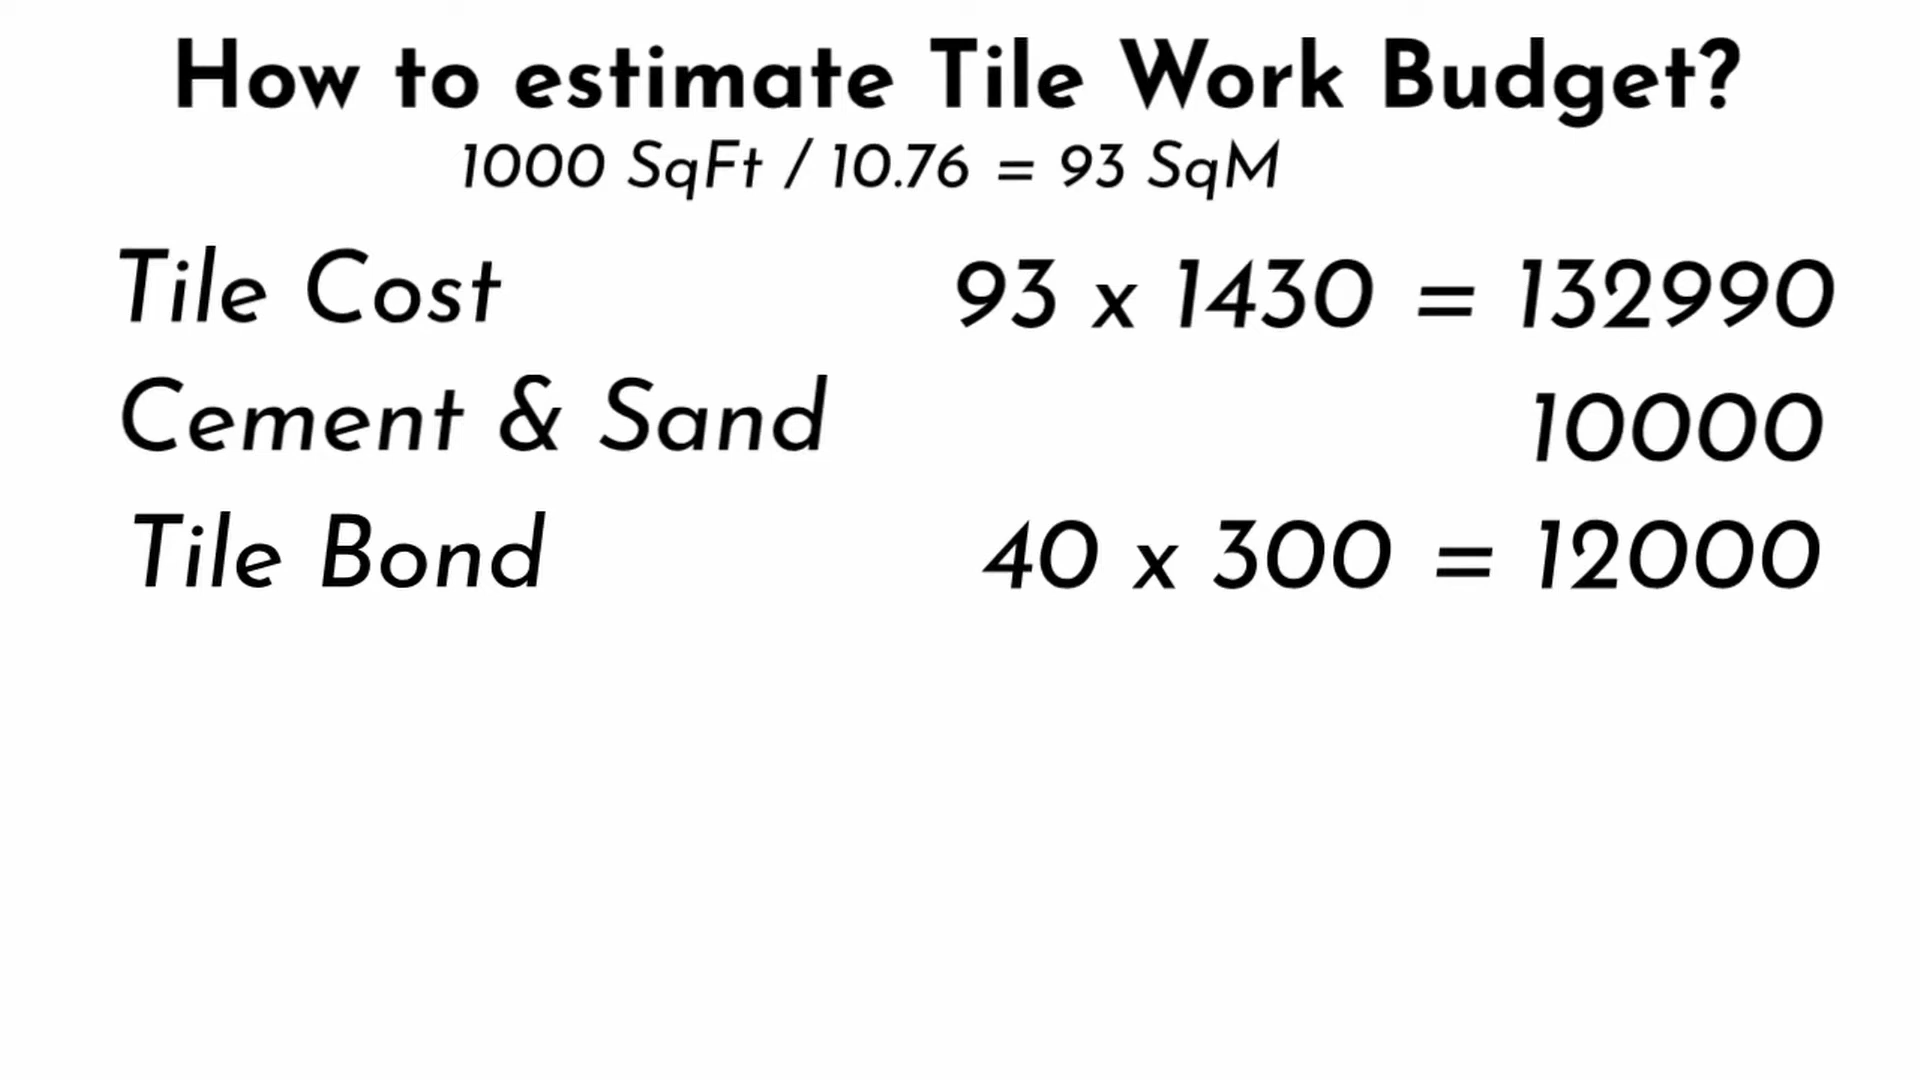 How to estimate Tile Work Budget?
1000 SqFt / 10.76 = 93 SqM
Tile Cost 93 x 1430 = 132990
Cement & Sand 10000
Tile Bond 40 x 300 = 12000